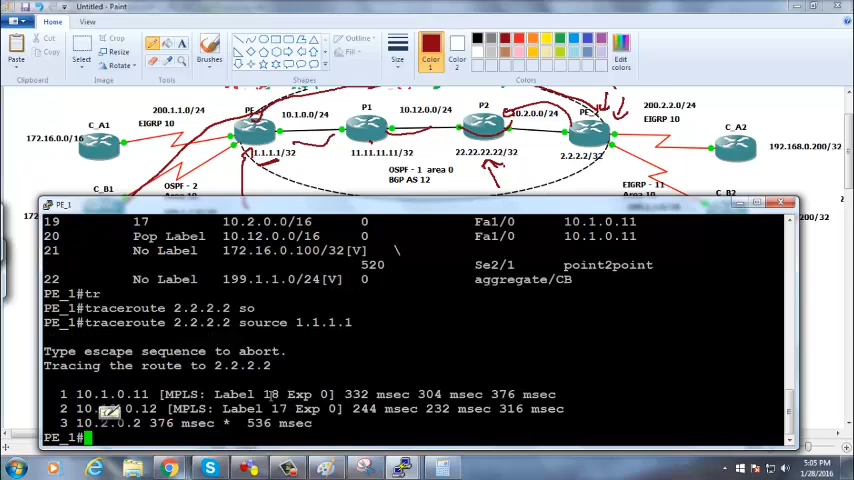 Untitled - Paint
Home
View
Paste
Cut
Copy
Clipboard
Select
Crop
Resize
Rotate
Image
Tools
Brushes
Outline
Fill
Shapes
Size
Color 1
Color 2
Edit colors
Colors
200.1.1.0/24
EIGRP 10
172.16.0.0/16
C_A1
C_B1
OSPF - 2
PE
1.1.1.1/32
10.1.0.0/24
P1
11.11.11.11/32
10.12.0.0/24
P2
22.22.22.22/32
10.2.0.0/24
OSPF - 1 area 0
BGP AS 12
PE
2.2.2.2/32
200.2.2.0/24
EIGRP 10
C_A2
192.168.0.200/32
EIGRP - 11
C_B2
PE_1
19 17 10.2.0.0/16 0 Fa1/0 10.1.0.11
20 Pop Label 10.12.0.0/16 0 Fa1/0 10.1.0.11
21 No Label 172.16.0.100/32[V] \
520 Se2/1 point2point
22 No Label 199.1.1.0/24[V] 0 aggregate/CB
PE_1#tr
PE_1#traceroute 2.2.2.2 so
PE_1#traceroute 2.2.2.2 source 1.1.1.1
Type escape sequence to abort.
Tracing the route to 2.2.2.2
1 10.1.0.11 [MPLS: Label 18 Exp 0] 332 msec 304 msec 376 msec
2 [MPLS: Label 17 Exp 0] 244 msec 232 msec 316 msec
3 10.2.0.2 376 msec * 536 msec
PE_1#
5:05 PM
1/28/2016